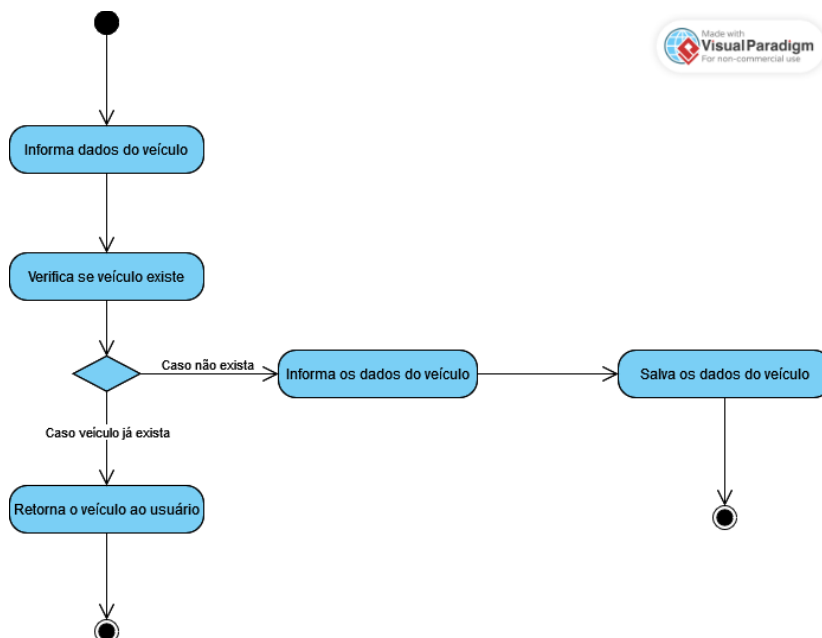 Made with
Visual Paradigm
For non-commercial use
Informa dados do veículo
Verifica se veículo existe
Caso não exista
Informa os dados do veículo
Salva os dados do veículo
Caso veículo já exista
Retorna o veículo ao usuário